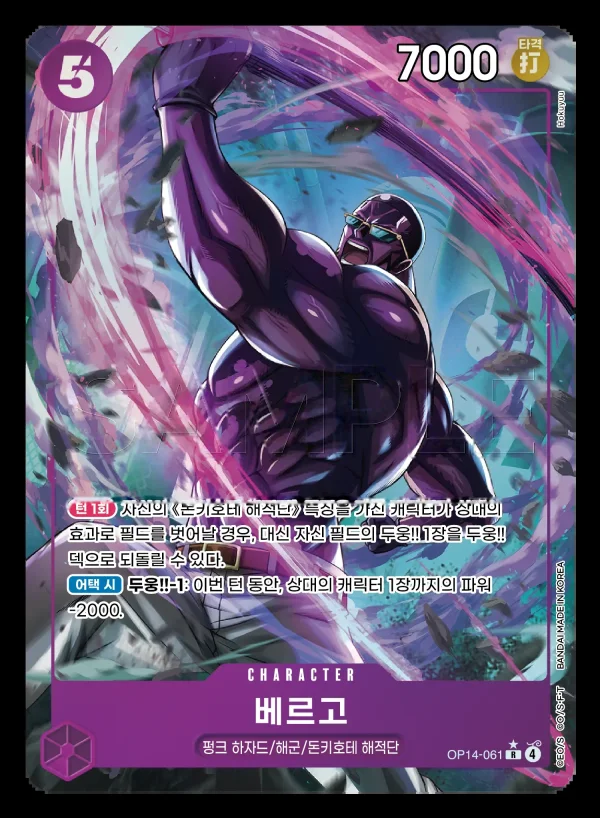 5
7000
타격
打
Hokuyuu
SAMPLE
턴 1회 자신의 《돈키호테 해적단》 특징을 가진 캐릭터가 상대의
효과로 필드를 벗어날 경우, 대신 자신 필드의 두웅!! 1장을 두웅!!
덱으로 되돌릴 수 있다.
어택 시 두웅!!-1: 이번 턴 동안, 상대의 캐릭터 1장까지의 파워
-2000.
CHARACTER
베르고
펑크 하자드/해군/돈키호테 해적단
OP14-061 ★ R 4
©EO/S ©O/S·F·T BANDAI MADE IN KOREA